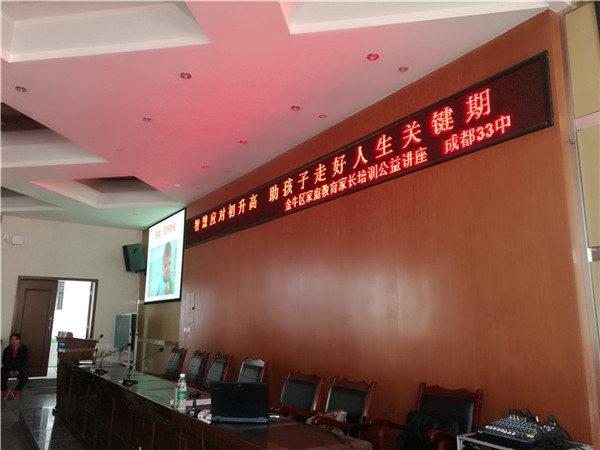 智慧应对初升高 助孩子走好人生关键期
金牛区家庭教育家长培训公益讲座 成都33中